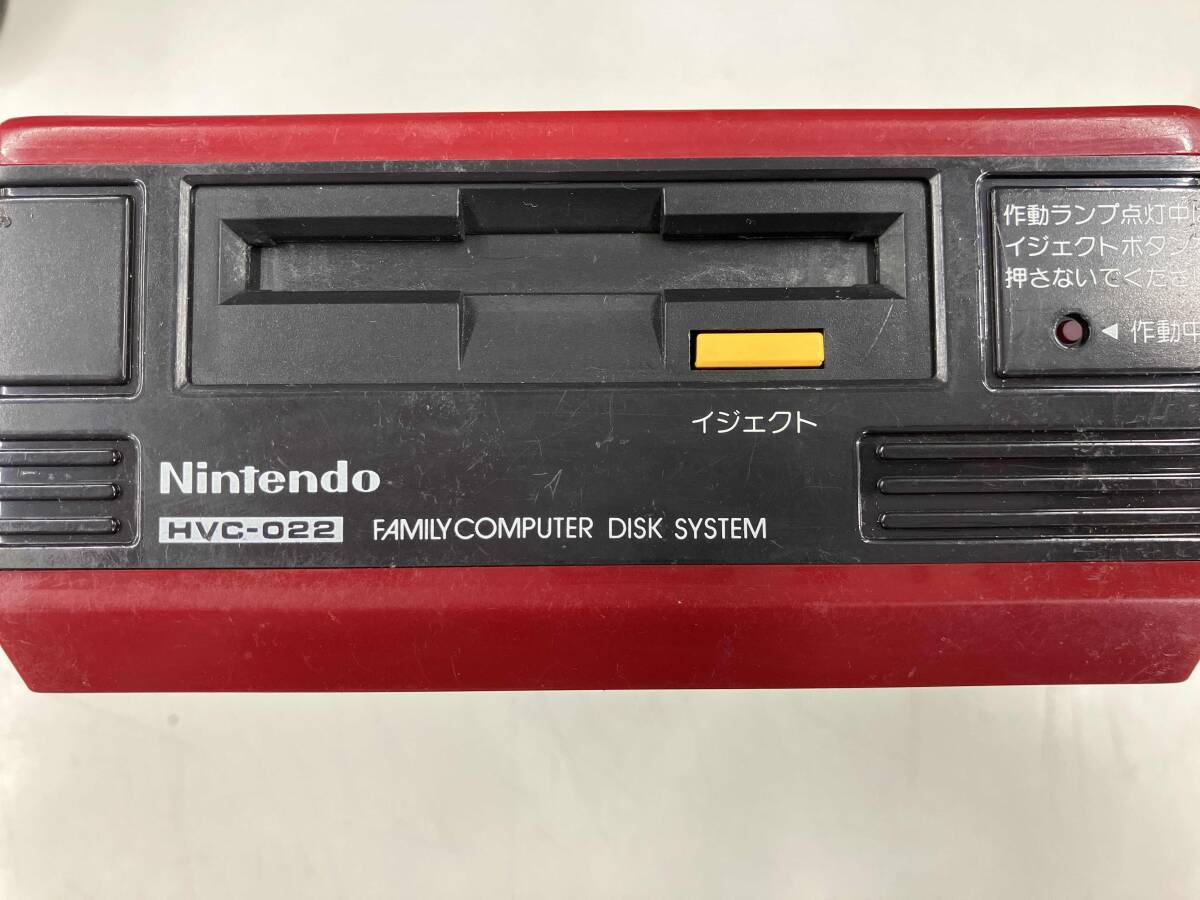 作動ランプ点灯中
イジェクトボタン
押さないでくださ
◀ 作動中
イジェクト
Nintendo
HVC-022 FAMILY COMPUTER DISK SYSTEM